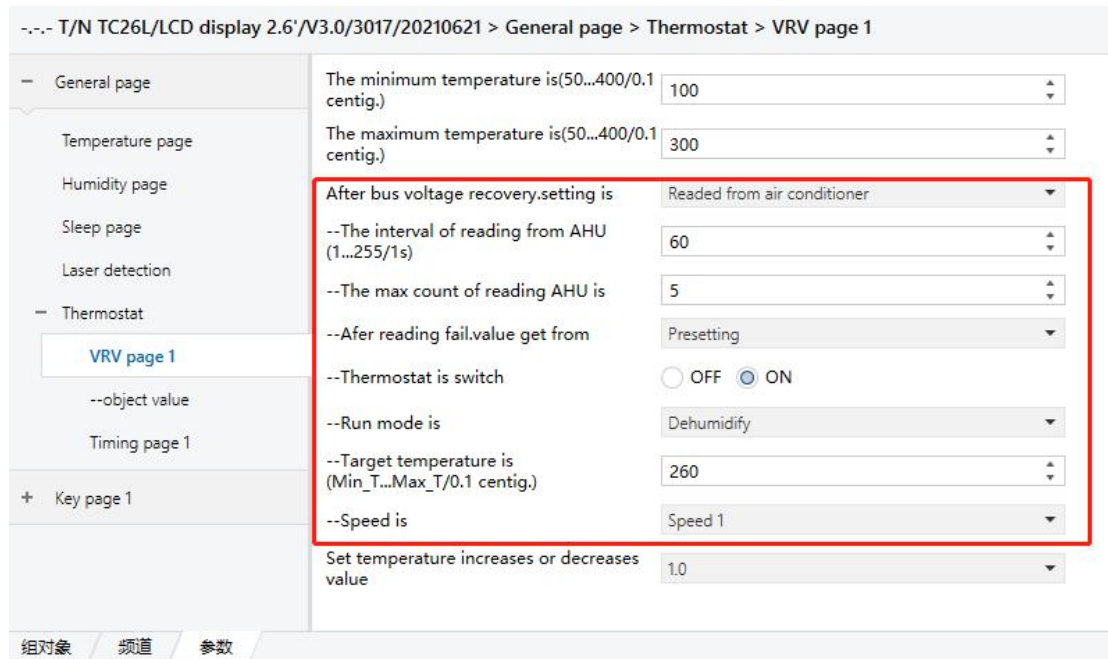 -.-.- T/N TC26L/LCD display 2.6'/V3.0/3017/20210621 > General page > Thermostat > VRV page 1
General page
Temperature page
Humidity page
Sleep page
Laser detection
Thermostat
VRV page 1
--object value
Timing page 1
Key page 1
The minimum temperature is(50...400/0.1
centig.)
100
The maximum temperature is(50...400/0.1
centig.)
300
After bus voltage recovery.setting is
Readed from air conditioner
--The interval of reading from AHU
(1...255/1s)
60
--The max count of reading AHU is
5
--Afer reading fail.value get from
Presetting
--Thermostat is switch
OFF ON
--Run mode is
Dehumidify
--Target temperature is
(Min_T...Max_T/0.1 centig.)
260
--Speed is
Speed 1
Set temperature increases or decreases
value
1.0
组对象 频道 参数